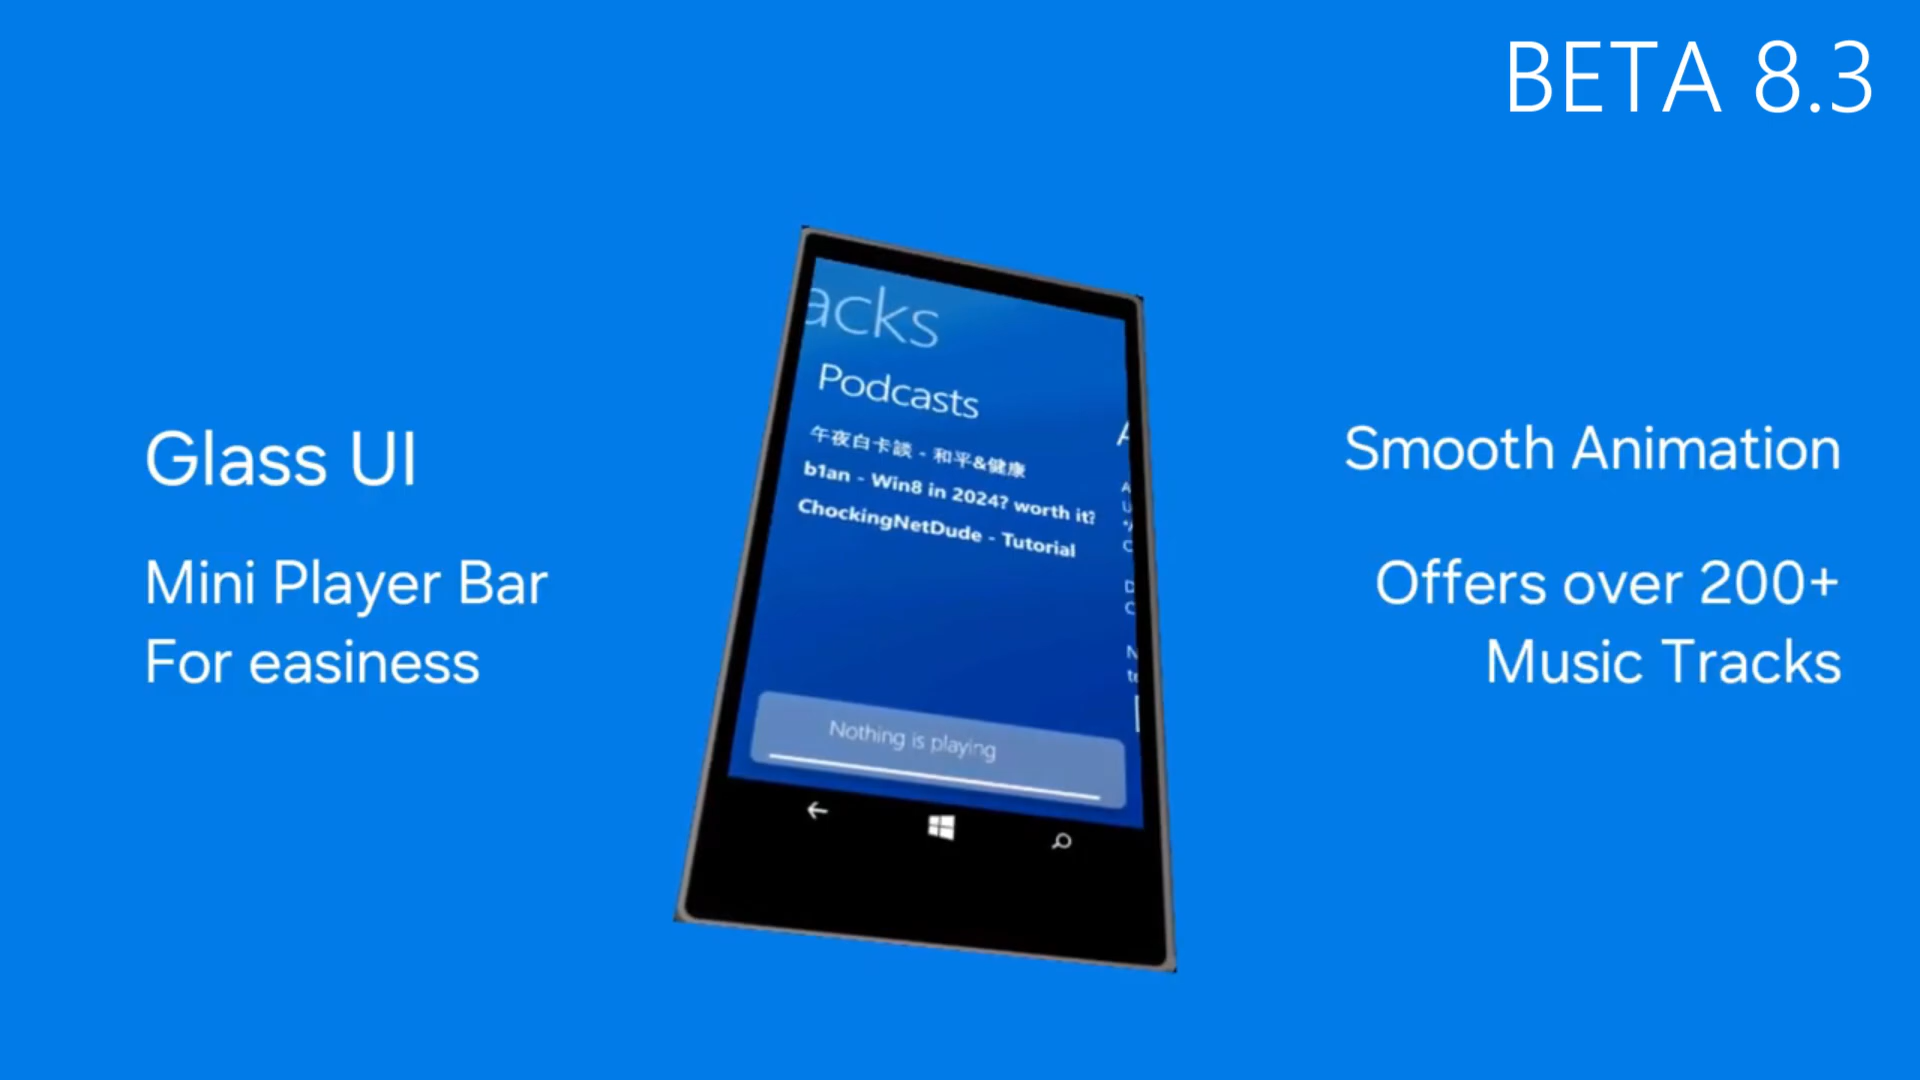 BETA 8.3
Glass UI
Mini Player Bar
For easiness
acks
Podcasts
午夜白卡談 - 和平&健康
b1an - Win8 in 2024? worth it?
ChockingNetDude - Tutorial
Nothing is playing
Smooth Animation
Offers over 200+
Music Tracks